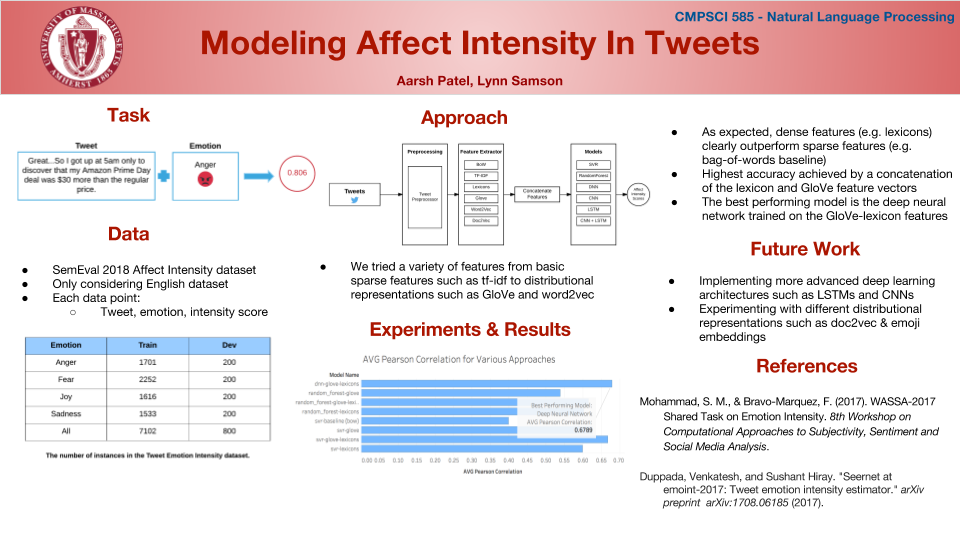 CMPSCI 585 - Natural Language Processing
Modeling Affect Intensity In Tweets
Aarsh Patel, Lynn Samson
UNIVERSITY OF MASSACHUSETTS
AMHERST 1863
Task
Tweet
Emotion
Great...So I got up at 5am only to
discover that my Amazon Prime Day
deal was $30 more than the regular
price.
Anger
0.806
Data
● SemEval 2018 Affect Intensity dataset
● Only considering English dataset
● Each data point:
○ Tweet, emotion, intensity score
Emotion Train Dev
Anger 1701 200
Fear 2252 200
Joy 1616 200
Sadness 1533 200
All 7102 800
The number of instances in the Tweet Emotion Intensity dataset.
Approach
Tweets
Preprocessing
Tweet
Preprocessor
Feature Extractor
BoW
TF-IDF
Lexicons
Glove
Word2Vec
Doc2Vec
Concatenate
Features
Models
SVR
RandomForest
DNN
CNN
LSTM
CNN + LSTM
Affect
Intensity
Scores
● We tried a variety of features from basic
sparse features such as tf-idf to distributional
representations such as GloVe and word2vec
Experiments & Results
AVG Pearson Correlation for Various Approaches
Model Name
dnn-glove-lexicons
random_forest-glove
random_forest-glove-lexi...
random_forest-lexicons
svr-baseline (bow)
svr-glove
svr-glove-lexicons
svr-lexicons
Best Performing Model:
Deep Neural Network
AVG Pearson Correlation:
0.6789
0.00 0.05 0.10 0.15 0.20 0.25 0.30 0.35 0.40 0.45 0.50 0.55 0.60 0.65 0.70
AVG Pearson Correlation
● As expected, dense features (e.g. lexicons)
clearly outperform sparse features (e.g.
bag-of-words baseline)
● Highest accuracy achieved by a concatenation
of the lexicon and GloVe feature vectors
● The best performing model is the deep neural
network trained on the GloVe-lexicon features
Future Work
● Implementing more advanced deep learning
architectures such as LSTMs and CNNs
● Experimenting with different distributional
representations such as doc2vec & emoji
embeddings
References
Mohammad, S. M., & Bravo-Marquez, F. (2017). WASSA-2017
Shared Task on Emotion Intensity. 8th Workshop on
Computational Approaches to Subjectivity, Sentiment and
Social Media Analysis.
Duppada, Venkatesh, and Sushant Hiray. "Seernet at
emoint-2017: Tweet emotion intensity estimator." arXiv
preprint arXiv:1708.06185 (2017).